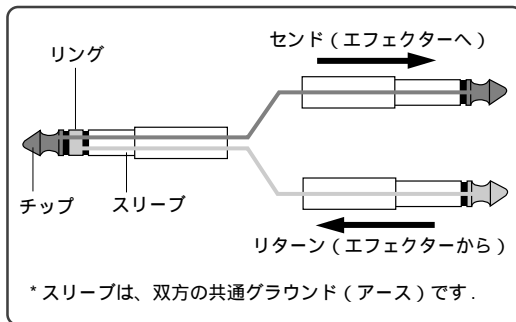 リング
センド（エフェクターへ）
チップ
スリーブ
リターン（エフェクターから）
* スリーブは、双方の共通グラウンド（アース）です.